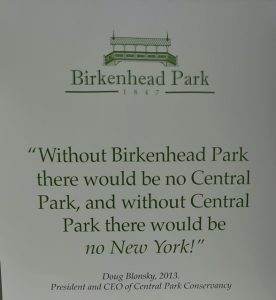 Birkenhead Park
1847
“Without Birkenhead Park
there would be no Central
Park, and without Central
Park there would be
no New York!”
Doug Blonsky, 2013.
President and CEO of Central Park Conservancy